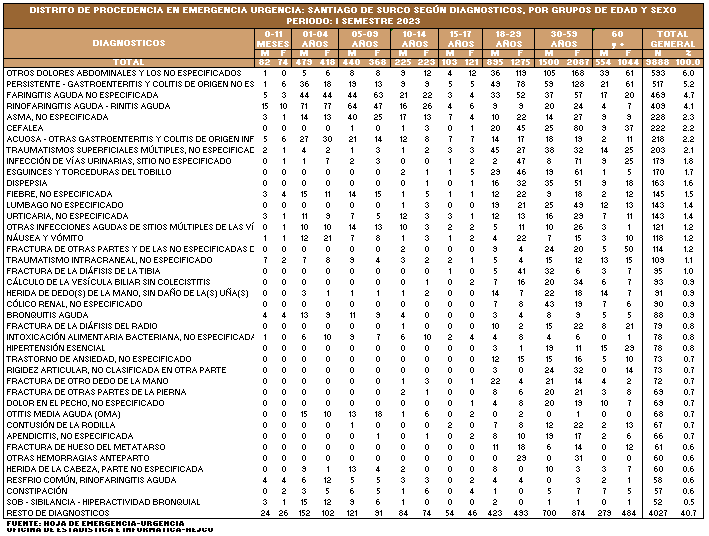 DISTRITO DE PROCEDENCIA EN EMERGENCIA URGENCIA: SANTIAGO DE SURCO SEGÚN DIAGNOSTICOS, POR GRUPOS DE EDAD Y SEXO
PERIODO: I SEMESTRE 2023
DIAGNOSTICOS 0-11 MESES 01-04 AÑOS 05-09 AÑOS 10-14 AÑOS 15-17 AÑOS 18-29 AÑOS 30-59 AÑOS 60 y + TOTAL GENERAL
M F M F M F M F M F M F M F M F N %
TOTAL 82 74 479 418 440 368 225 223 103 121 895 1275 1500 2087 554 1044 9888 100.0
OTROS DOLORES ABDOMINALES Y LOS NO ESPECIFICADOS 1 0 5 6 8 8 9 12 4 12 36 119 105 168 39 61 593 6.0
PERSISTENTE - GASTROENTERITIS Y COLITIS DE ORIGEN NO ES 1 6 36 18 19 13 9 9 5 5 49 78 59 128 21 61 517 5.2
FARINGITIS AGUDA NO ESPECIFICADA 5 3 44 44 44 63 21 22 3 4 33 52 37 57 17 20 469 4.7
RINOFARINGITIS AGUDA - RINITIS AGUDA 15 10 71 77 64 47 16 26 4 6 9 9 20 24 4 7 409 4.1
ASMA, NO ESPECIFICADA 3 1 14 13 40 25 17 13 7 4 10 22 14 27 9 9 228 2.3
CEFALEA 0 0 0 0 0 1 1 3 0 1 20 45 25 80 9 37 222 2.2
ACUOSA - OTRAS GASTROENTERITIS Y COLITIS DE ORIGEN INF 5 6 27 30 21 14 12 8 7 7 14 17 18 19 2 11 218 2.2
TRAUMATISMOS SUPERFICIALES MÚLTIPLES, NO ESPECIFICAD 2 1 4 2 1 3 1 2 3 3 45 27 38 32 14 25 203 2.1
INFECCIÓN DE VÍAS URINARIAS, SITIO NO ESPECIFICADO 0 1 1 7 2 3 0 0 1 2 2 47 8 71 9 25 179 1.8
ESGUINCES Y TORCEDURAS DEL TOBILLO 0 0 0 0 0 0 2 1 1 5 29 46 19 61 1 5 170 1.7
DISPEPSIA 0 0 0 0 0 0 0 1 0 1 16 32 35 51 9 18 163 1.6
FIEBRE, NO ESPECIFICADA 3 4 15 11 14 15 1 5 1 1 12 22 9 18 2 12 145 1.5
LUMBAGO NO ESPECIFICADO 0 0 0 0 0 0 1 3 0 0 19 21 25 49 12 13 143 1.4
URTICARIA, NO ESPECIFICADA 3 1 11 9 7 5 12 3 3 1 12 13 16 29 7 11 143 1.4
OTRAS INFECCIONES AGUDAS DE SITIOS MÚLTIPLES DE LAS VÍ 0 1 10 10 14 13 10 3 2 2 5 11 10 26 3 1 121 1.2
NÁUSEA Y VÓMITO 1 1 12 21 7 8 1 3 1 2 4 22 7 15 3 10 118 1.2
FRACTURA DE OTRAS PARTES Y DE LAS NO ESPECIFICADAS D 0 0 0 0 0 0 2 0 0 0 9 4 24 20 5 50 114 1.2
TRAUMATISMO INTRACRANEAL, NO ESPECIFICADO 7 2 7 8 9 4 3 2 2 1 5 4 15 12 13 15 109 1.1
FRACTURA DE LA DIÁFISIS DE LA TIBIA 0 0 0 0 0 0 0 1 0 0 5 41 32 6 3 7 95 1.0
CÁLCULO DE LA VESÍCULA BILIAR SIN COLECISTITIS 0 0 0 0 0 0 1 0 0 2 7 16 20 34 6 7 93 0.9
HERIDA DE DEDO(S) DE LA MANO, SIN DAÑO DE LA(S) UÑA(S) 0 0 3 1 1 1 1 2 0 0 14 7 22 18 14 7 91 0.9
CÓLICO RENAL, NO ESPECIFICADO 0 0 0 0 0 0 0 0 0 0 7 8 43 19 7 6 90 0.9
BRONQUITIS AGUDA 4 4 13 9 11 9 4 0 0 0 2 3 4 8 9 5 5 88 0.9
FRACTURA DE LA DIÁFISIS DEL RADIO 0 0 0 0 0 0 1 0 0 0 10 2 15 22 8 21 79 0.8
INTOXICACIÓN ALIMENTARIA BACTERIANA, NO ESPECIFICADA 1 0 6 10 9 7 6 10 2 4 4 8 4 6 0 1 78 0.8
HIPERTENSIÓN ESENCIAL 0 0 0 0 0 0 0 0 0 0 3 1 19 11 15 29 78 0.8
TRASTORNO DE ANSIEDAD, NO ESPECIFICADO 0 0 0 0 0 0 0 0 0 0 12 15 15 16 5 10 73 0.7
RIGIDEZ ARTICULAR, NO CLASIFICADA EN OTRA PARTE 0 0 0 0 0 0 0 0 0 0 3 0 24 32 0 14 73 0.7
FRACTURA DE OTRO DEDO DE LA MANO 0 0 0 0 0 0 1 3 0 1 22 4 21 14 4 2 72 0.7
FRACTURA DE OTRAS PARTES DE LA PIERNA 0 0 0 0 0 0 2 1 0 0 8 6 20 21 3 8 69 0.7
DOLOR EN EL PECHO, NO ESPECIFICADO 0 0 0 0 0 0 0 0 0 1 4 8 20 19 10 7 69 0.7
OTITIS MEDIA AGUDA (OMA) 0 0 15 10 13 18 1 6 0 2 0 2 0 1 0 0 68 0.7
CONTUSIÓN DE LA RODILLA 0 0 0 0 1 0 0 0 2 0 7 8 12 22 2 13 67 0.7
APENDICITIS, NO ESPECIFICADA 0 0 0 0 0 1 0 1 0 2 8 10 19 17 2 6 66 0.7
FRACTURA DE HUESO DEL METATARSO 0 0 0 0 0 0 0 0 0 0 11 18 6 14 0 12 61 0.6
OTRAS HEMORRAGIAS ANTEPARTO 0 0 0 0 0 0 0 0 0 0 0 29 0 31 0 0 60 0.6
HERIDA DE LA CABEZA, PARTE NO ESPECIFICADA 0 0 9 1 13 4 2 0 0 0 8 0 10 3 3 7 60 0.6
RESFRIO COMÚN, RINOFARINGITIS AGUDA 4 4 6 12 5 5 3 3 0 2 4 4 0 3 2 1 58 0.6
CONSTIPACIÓN 0 2 3 5 6 5 1 6 0 4 1 0 5 7 7 5 57 0.6
SOB - SIBILANCIA - HIPERACTIVIDAD BRONQUIAL 3 1 15 12 9 6 1 0 0 0 2 0 1 1 0 1 52 0.5
RESTO DE DIAGNOSTICOS 24 26 152 102 121 91 84 74 54 46 423 493 700 874 279 484 4027 40.7
FUENTE: HOJA DE EMERGENCIA-URGENCIA
OFICINA DE ESTADISTICA E INFORMATICA-HEJCU